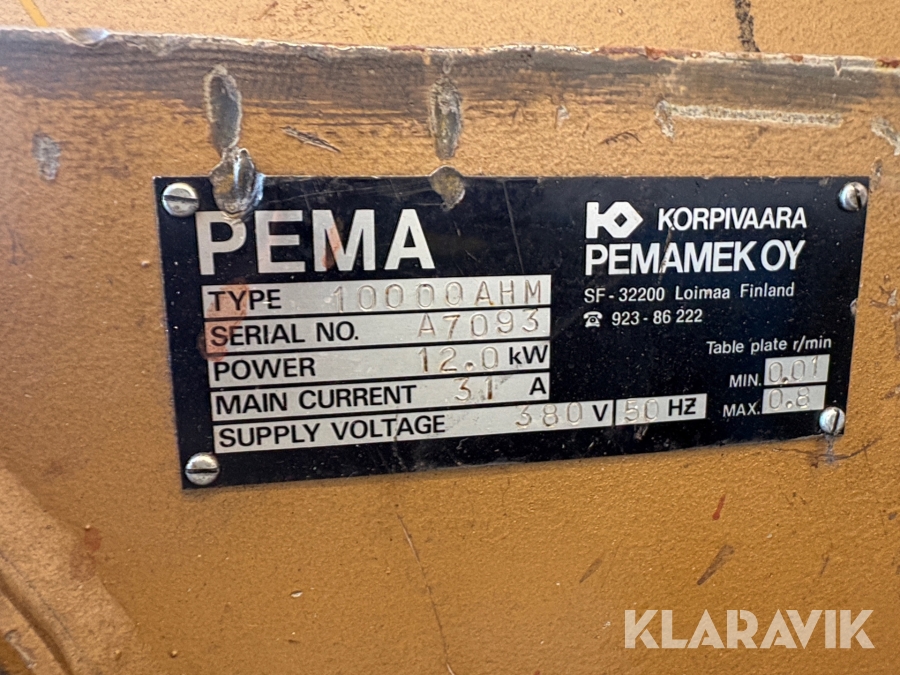 PEMA
TYPE 10000AHM
SERIAL NO. A7093
POWER 12.0 kW
MAIN CURRENT 31 A
SUPPLY VOLTAGE 380 V 50 HZ
KORPIVAARA
PEMAMEK OY
SF-32200 Loimaa Finland
☎ 923-86 222
Table plate r/min
MIN. 0.01
MAX. 0.8
KLARAVIK